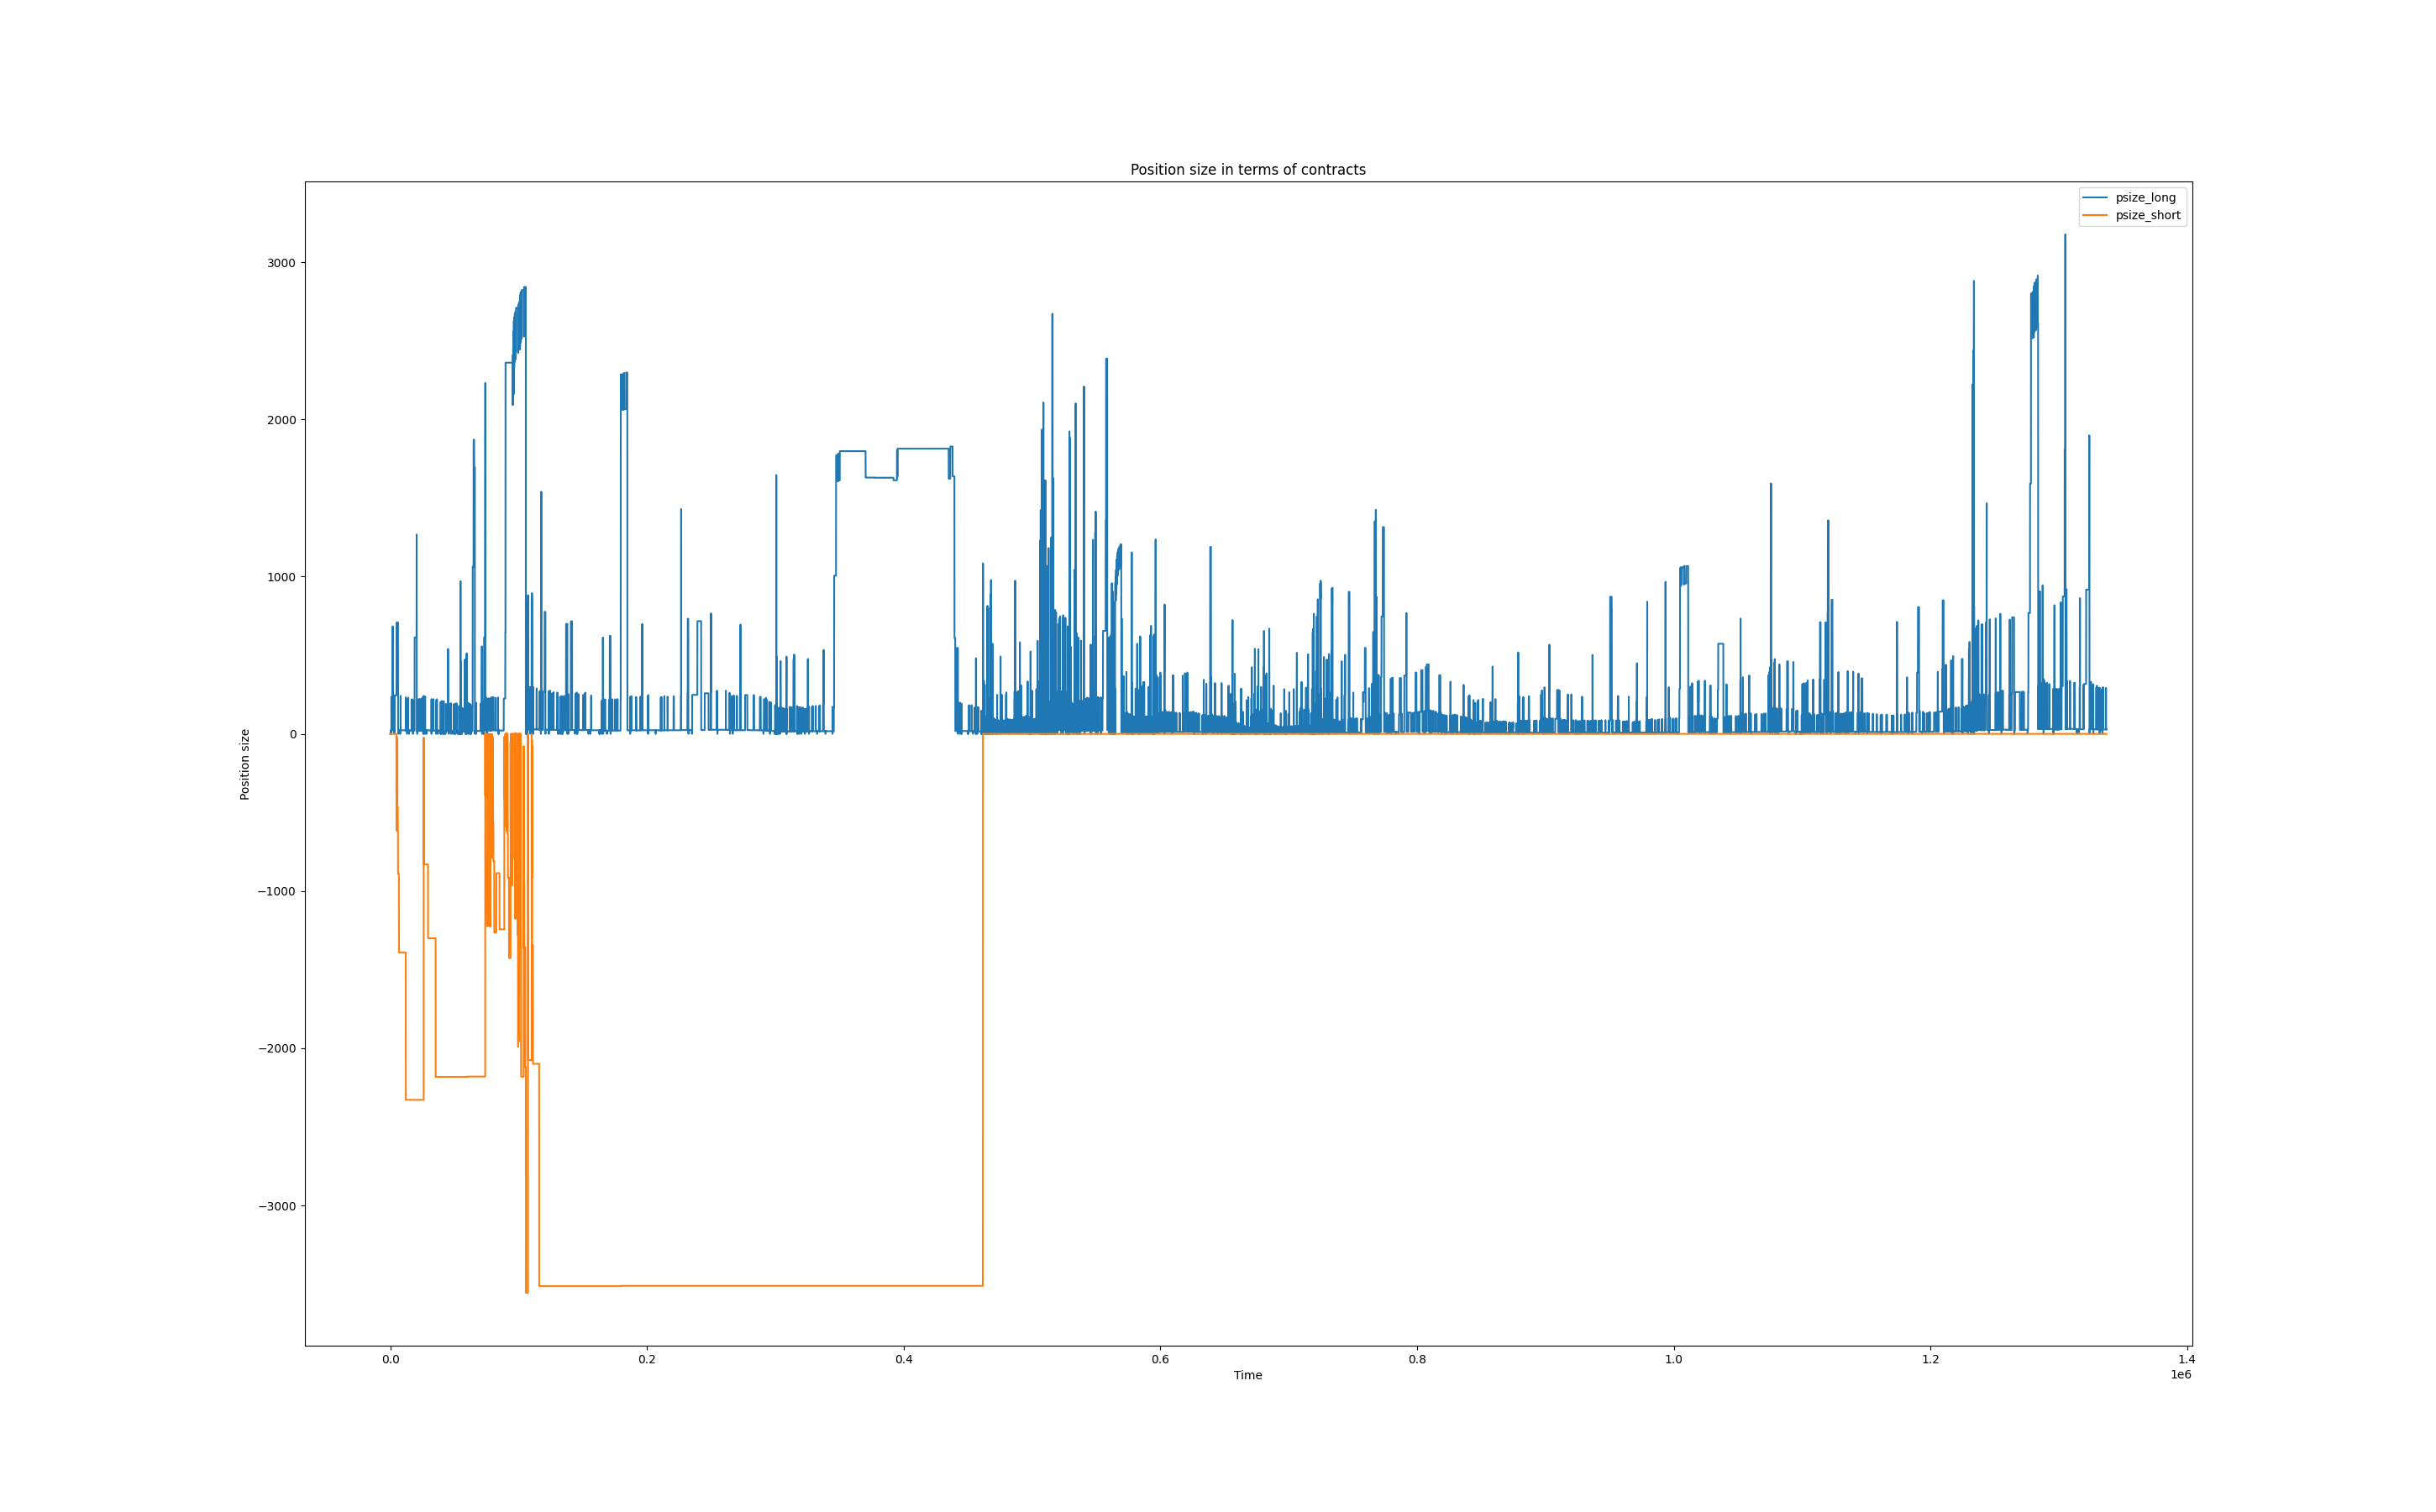 Position size in terms of contracts
psize_long
psize_short
Position size
3000
2000
1000
0
−1000
−2000
−3000
0.0
0.2
0.4
0.6
0.8
1.0
1.2
1.4
1e6
Time